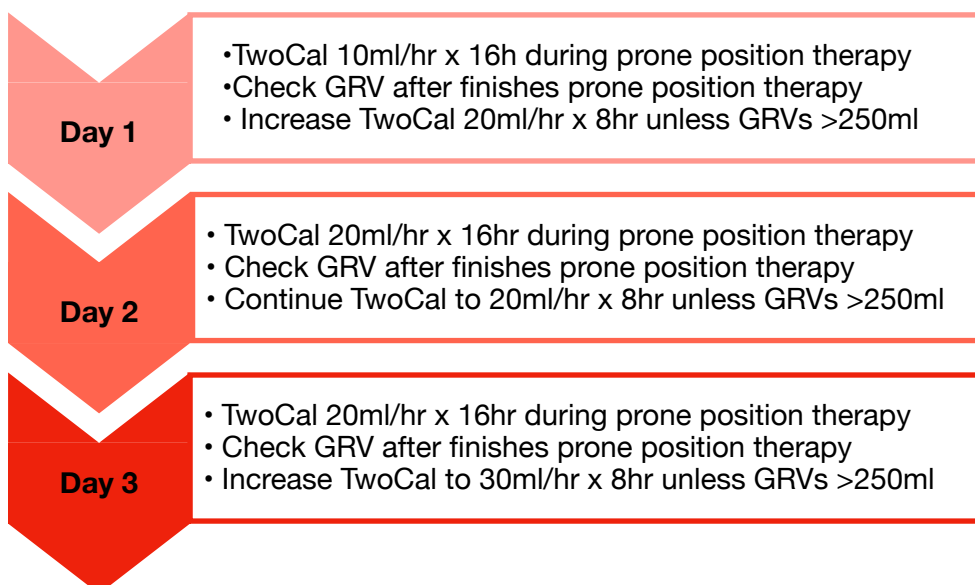 Day 1
•TwoCal 10ml/hr x 16h during prone position therapy
•Check GRV after finishes prone position therapy
• Increase TwoCal 20ml/hr x 8hr unless GRVs >250ml
Day 2
• TwoCal 20ml/hr x 16hr during prone position therapy
• Check GRV after finishes prone position therapy
• Continue TwoCal to 20ml/hr x 8hr unless GRVs >250ml
Day 3
• TwoCal 20ml/hr x 16hr during prone position therapy
• Check GRV after finishes prone position therapy
• Increase TwoCal to 30ml/hr x 8hr unless GRVs >250ml